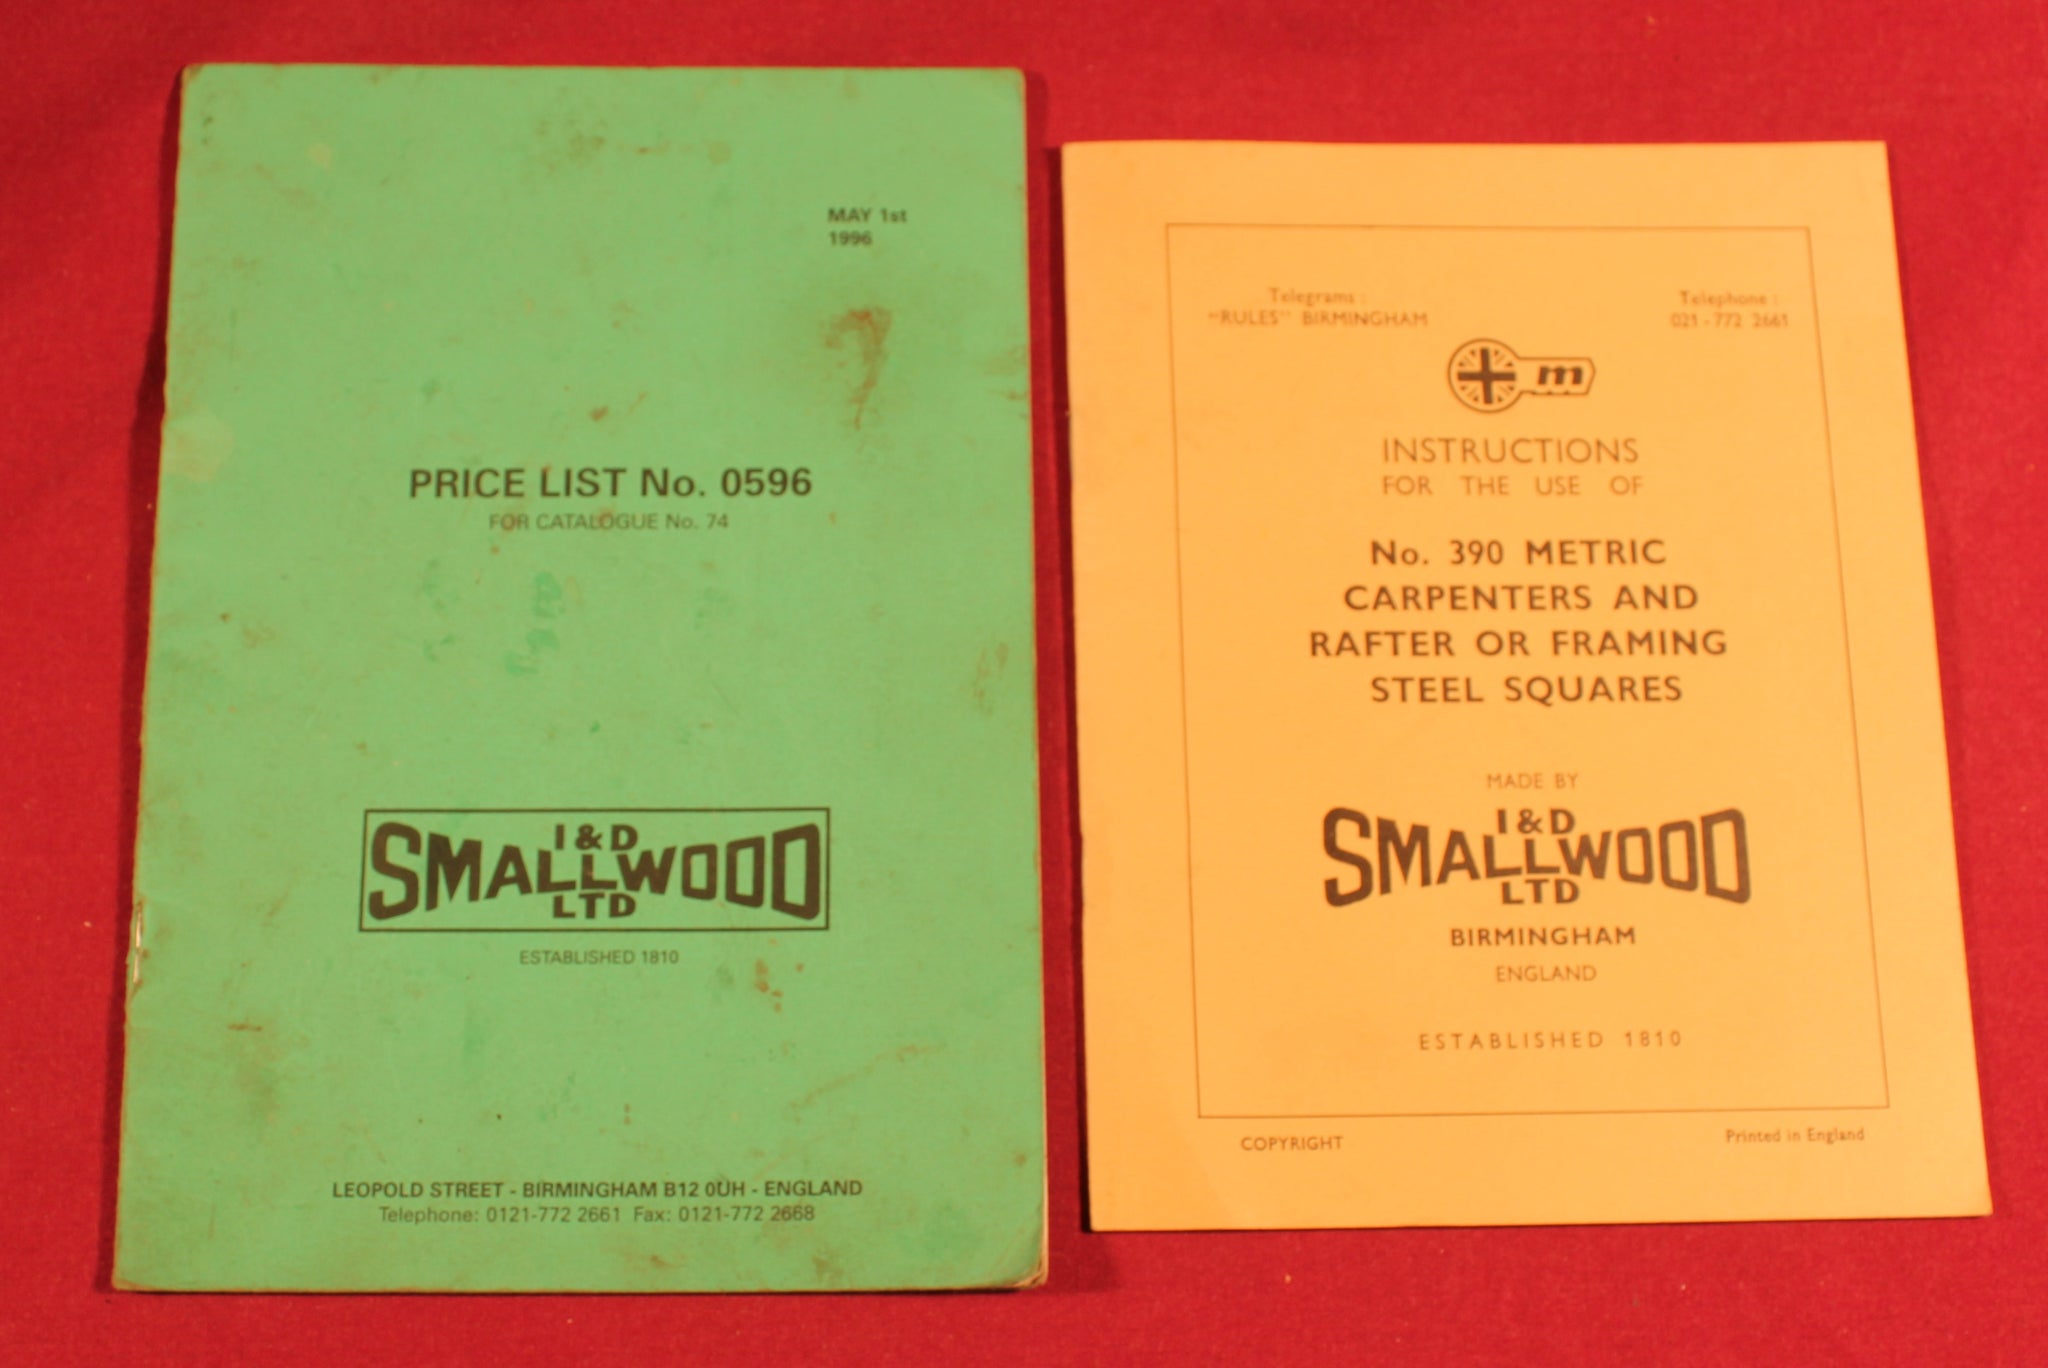 MAY 1st
1996
PRICE LIST No. 0596
FOR CATALOGUE No. 74
I & D
SMALLWOOD
LTD
ESTABLISHED 1810
LEOPOLD STREET - BIRMINGHAM B12 0UH - ENGLAND
Telephone: 0121-772 2661 Fax: 0121-772 2668
Telegrams :
"RULES" BIRMINGHAM
Telephone :
021 - 772 2661
m
INSTRUCTIONS
FOR THE USE OF
No. 390 METRIC
CARPENTERS AND
RAFTER OR FRAMING
STEEL SQUARES
MADE BY
I & D
SMALLWOOD
LTD
BIRMINGHAM
ENGLAND
ESTABLISHED 1810
COPYRIGHT
Printed in England